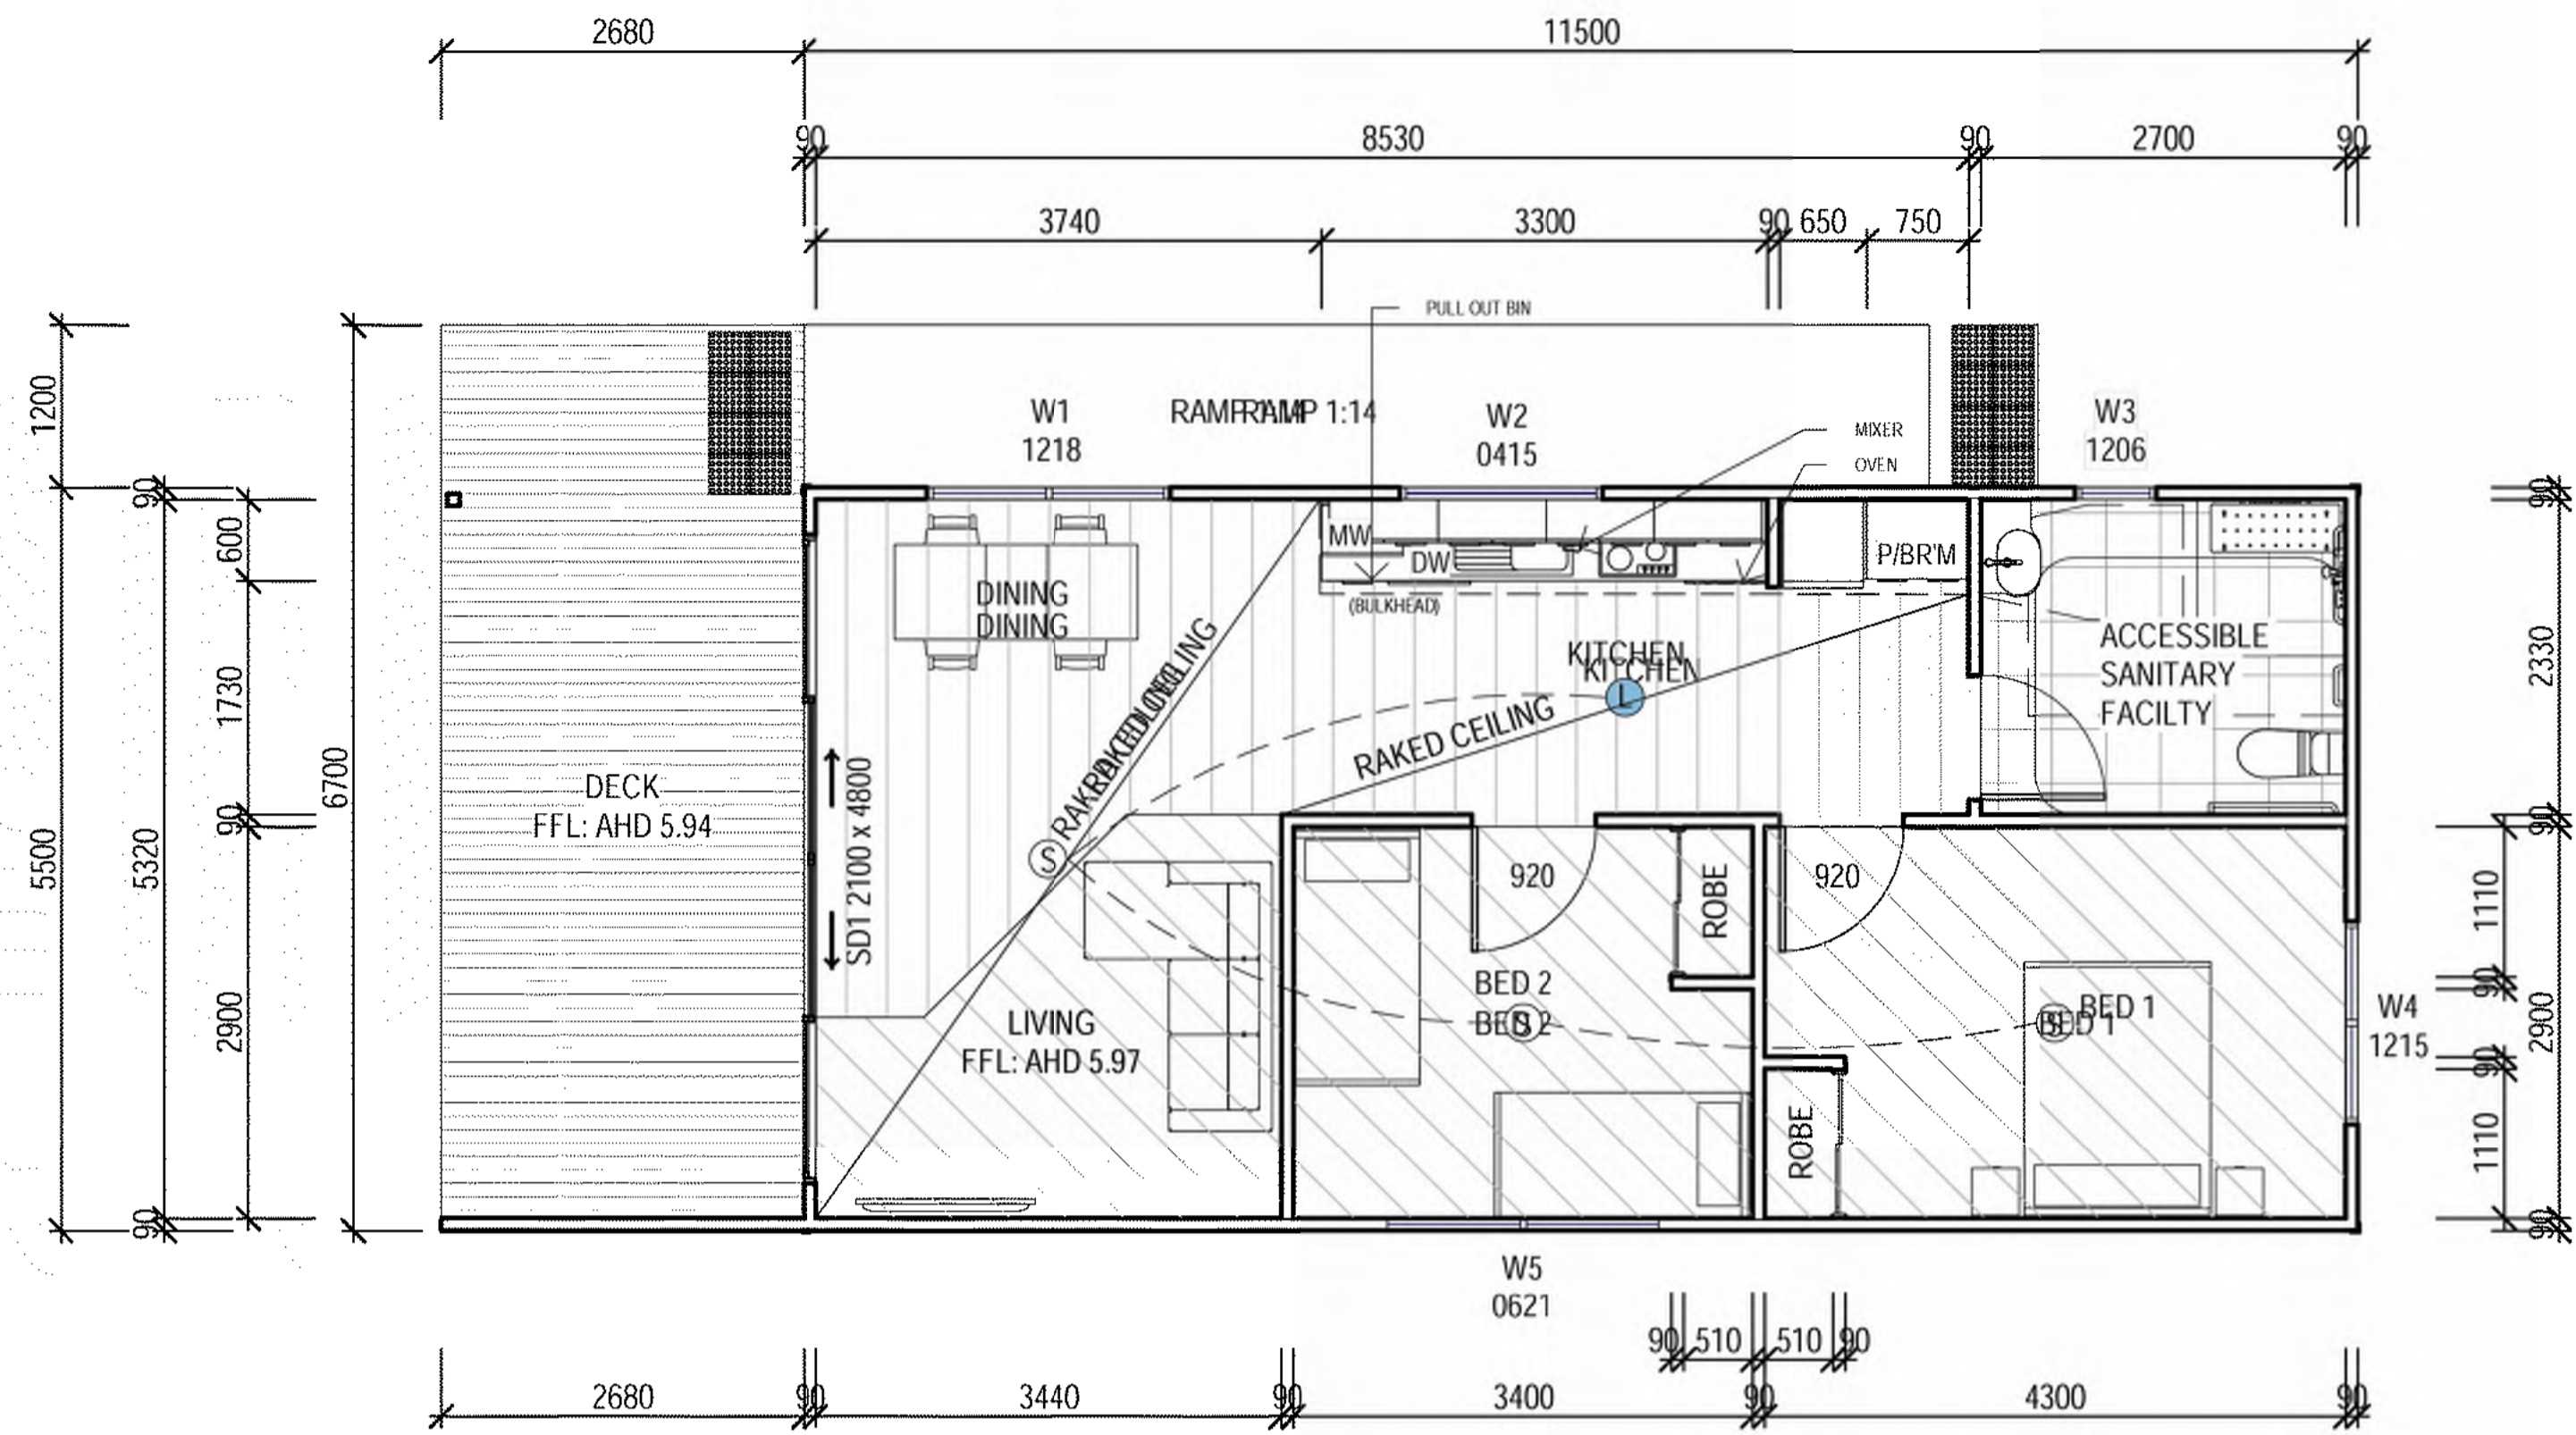 2680
11500
90
8530
90
2700
90
3740
3300
90
650
750
PULL OUT BIN
1200
W1
1218
RAMP 1:14
W2
0415
MIXER
OVEN
W3
1206
90
600
90
MW
DW
P/BR'M
(BULKHEAD)
DINING
DINING
KITCHEN
KITCHEN
ACCESSIBLE
SANITARY
FACILTY
2330
1730
RAKED CEILING
RAKED CEILING
L
6700
DECK
FFL: AHD 5.94
SD1 2100 x 4800
S
5500
5320
90
90
920
ROBE
920
1110
BED 2
BED 2
S
BED 1
BED 1
90
2900
LIVING
FFL: AHD 5.97
W4
1215
2900
90
ROBE
1110
90
90
W5
0621
90
510
510
90
2680
90
3440
90
3400
90
4300
90